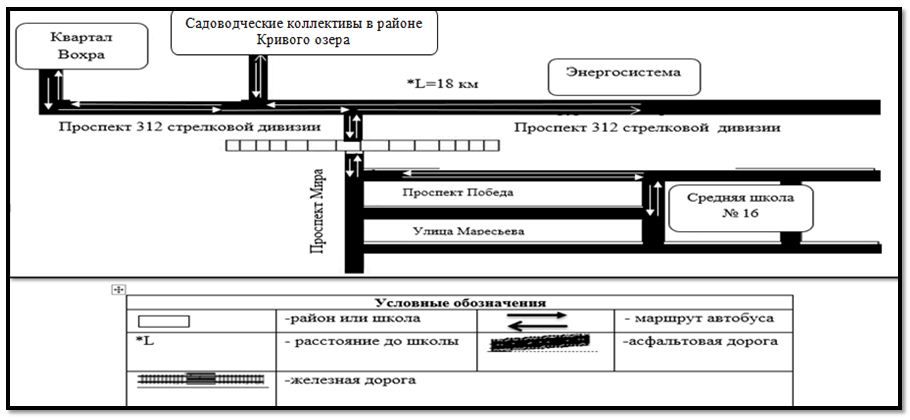 Садоводческие коллективы в районе
Кривого озера
Квартал
Вохра
Энергосистема
*L=18 км
Проспект 312 стрелковой дивизии
Проспект 312 стрелковой дивизии
Проспект Мира
Проспект Победа
Средняя школа
№ 16
Улица Маресьева
Условные обозначения
-район или школа
- маршрут автобуса
*L
- расстояние до школы
-асфальтовая дорога
-железная дорога